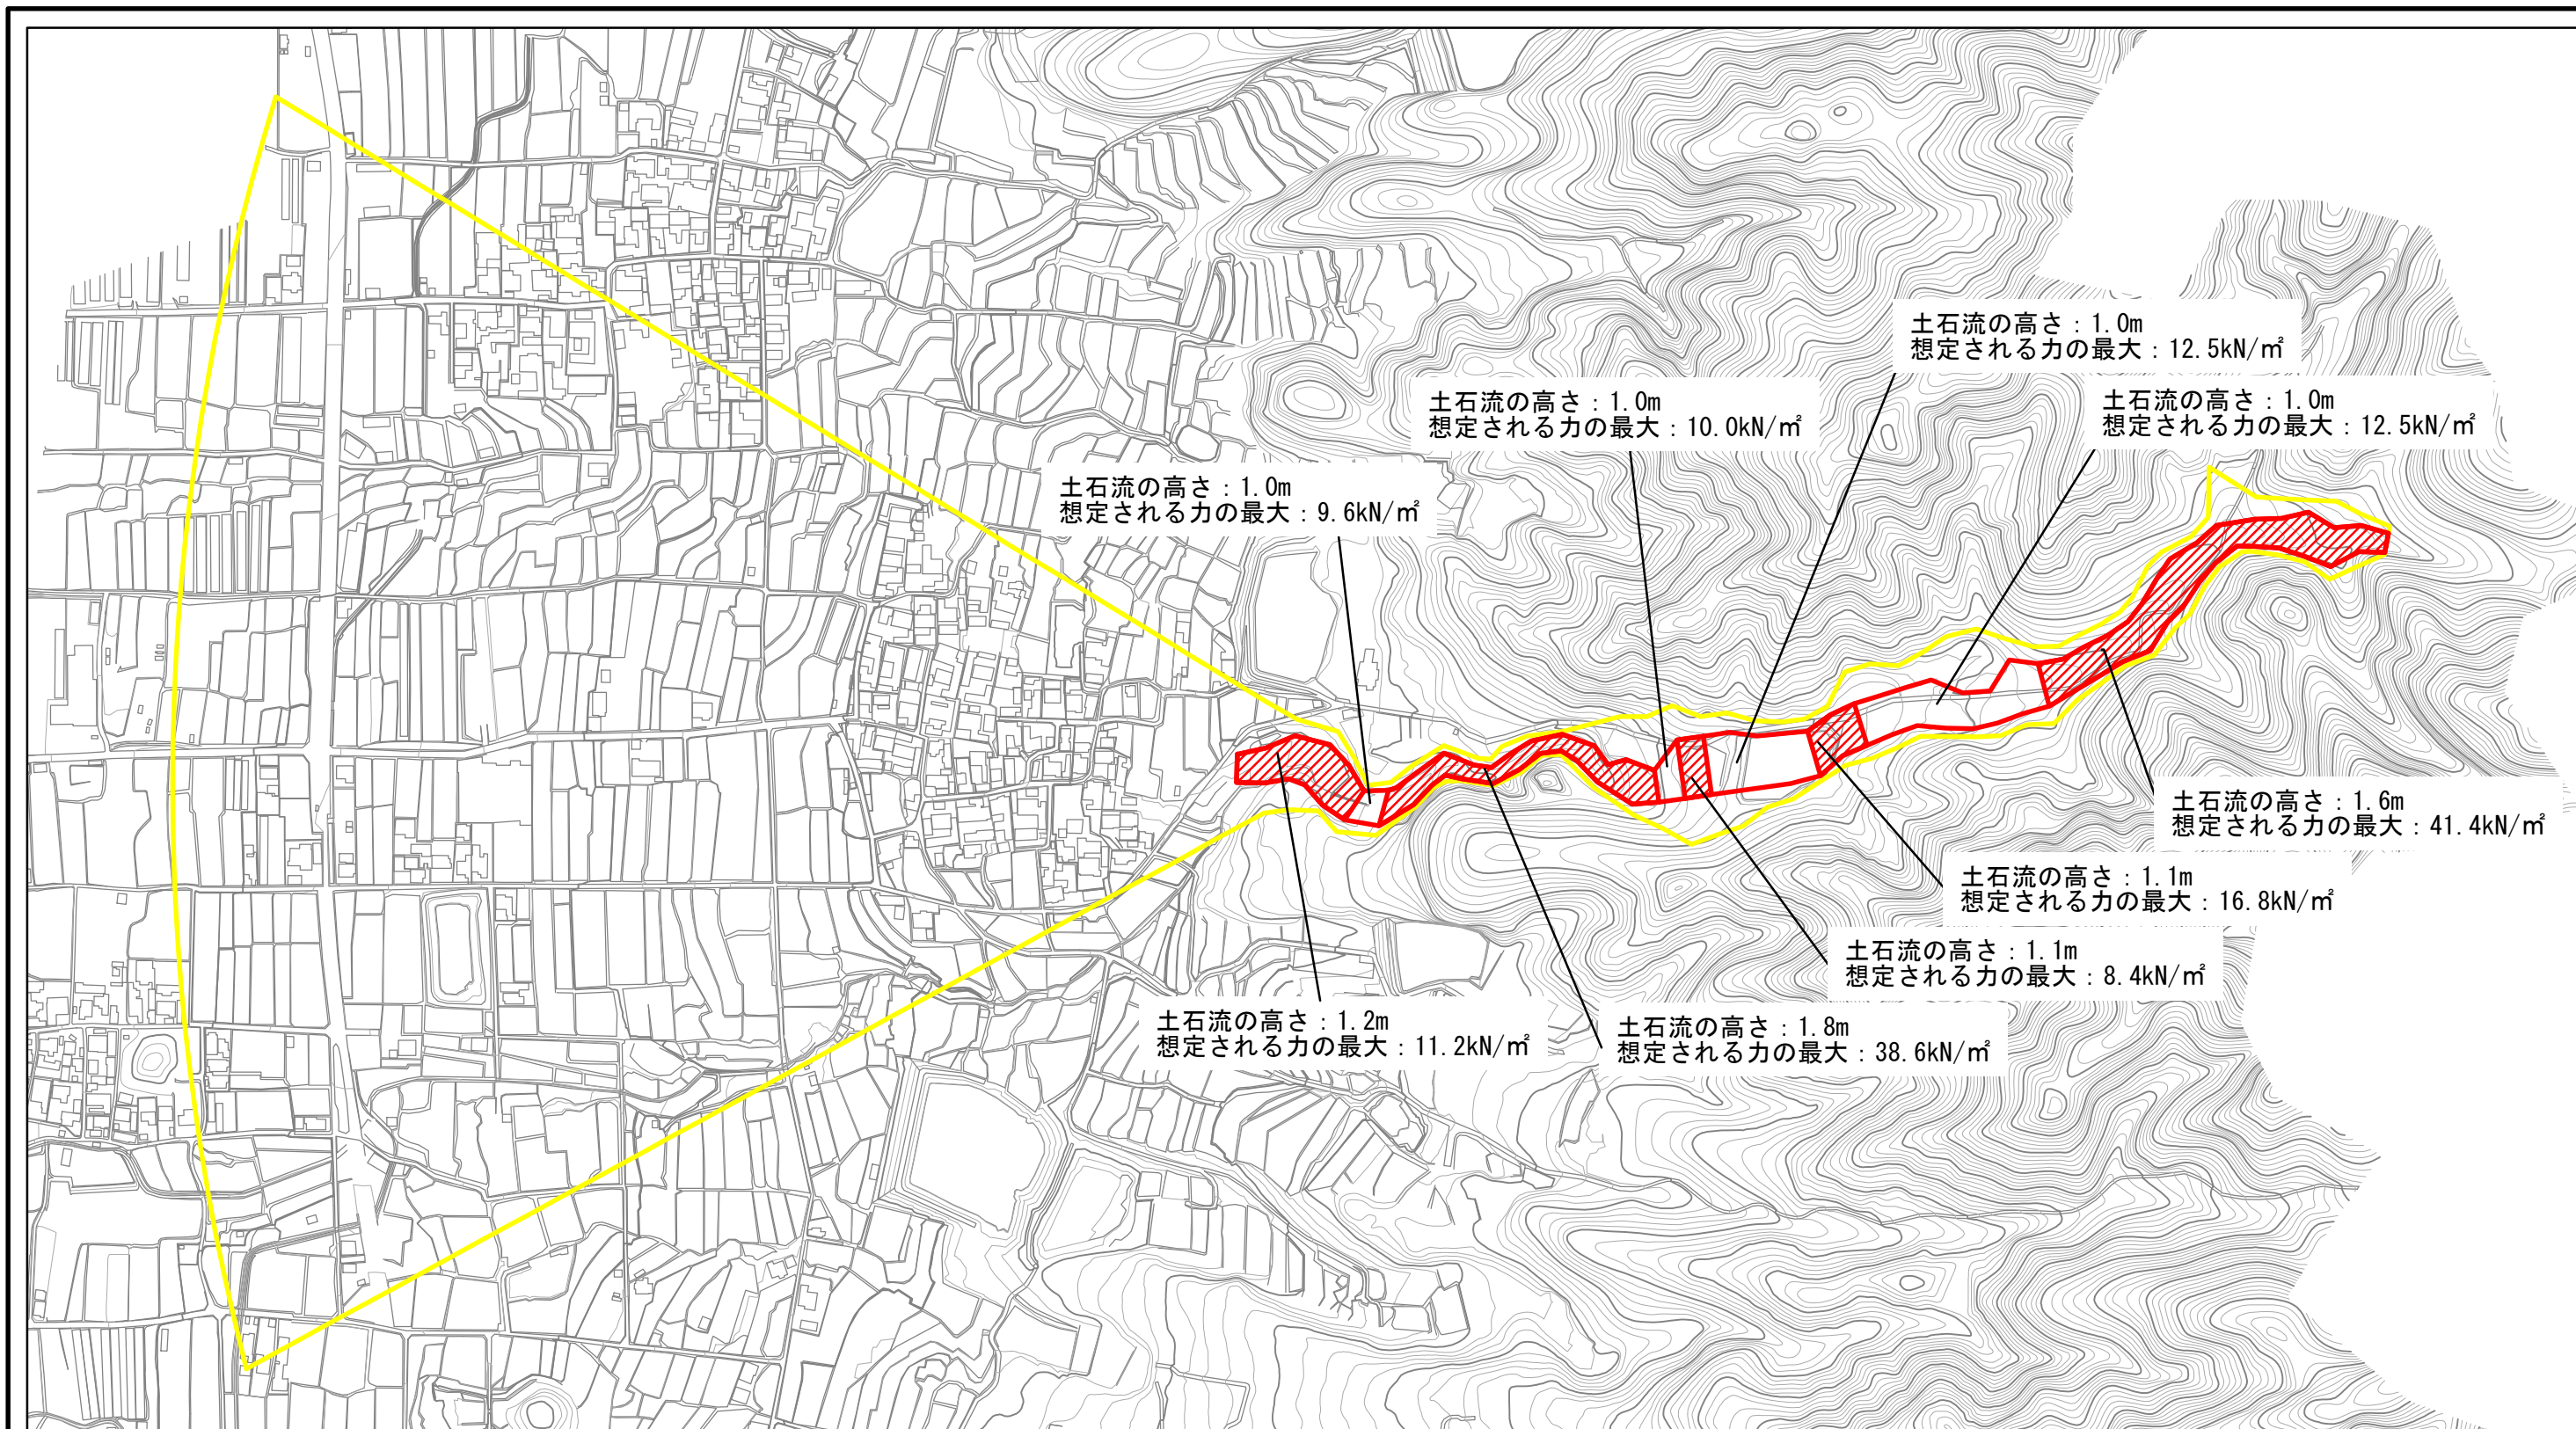 土石流の高さ：1.0m
想定される力の最大：12.5kN/㎡
土石流の高さ：1.0m
想定される力の最大：10.0kN/㎡
土石流の高さ：1.0m
想定される力の最大：12.5kN/㎡
土石流の高さ：1.0m
想定される力の最大：9.6kN/㎡
土石流の高さ：1.6m
想定される力の最大：41.4kN/㎡
土石流の高さ：1.1m
想定される力の最大：16.8kN/㎡
土石流の高さ：1.1m
想定される力の最大：8.4kN/㎡
土石流の高さ：1.2m
想定される力の最大：11.2kN/㎡
土石流の高さ：1.8m
想定される力の最大：38.6kN/㎡